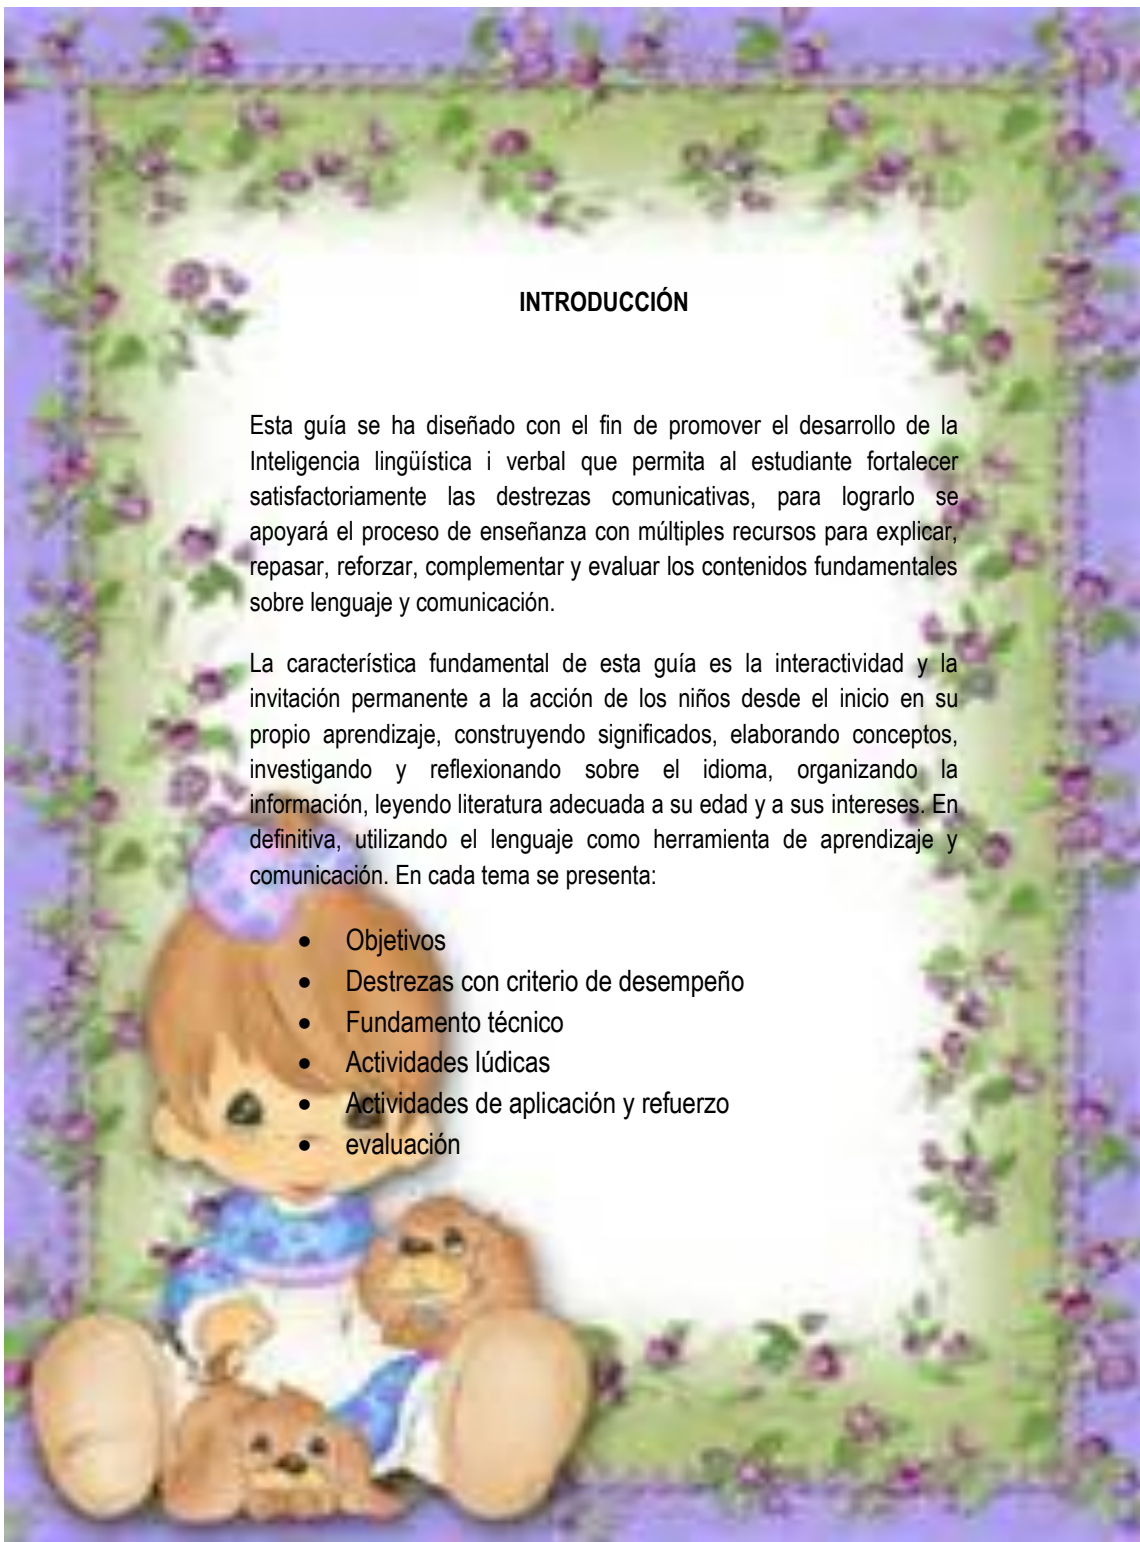 INTRODUCCIÓN
Esta guía se ha diseñado con el fin de promover el desarrollo de la
Inteligencia lingüística i verbal que permita al estudiante fortalecer
satisfactoriamente las destrezas comunicativas, para lograrlo se
apoyará el proceso de enseñanza con múltiples recursos para explicar,
repasar, reforzar, complementar y evaluar los contenidos fundamentales
sobre lenguaje y comunicación.
La característica fundamental de esta guía es la interactividad y la
invitación permanente a la acción de los niños desde el inicio en su
propio aprendizaje, construyendo significados, elaborando conceptos,
investigando y reflexionando sobre el idioma, organizando la
información, leyendo literatura adecuada a su edad y a sus intereses. En
definitiva, utilizando el lenguaje como herramienta de aprendizaje y
comunicación. En cada tema se presenta:
• Objetivos
• Destrezas con criterio de desempeño
• Fundamento técnico
• Actividades lúdicas
• Actividades de aplicación y refuerzo
• evaluación